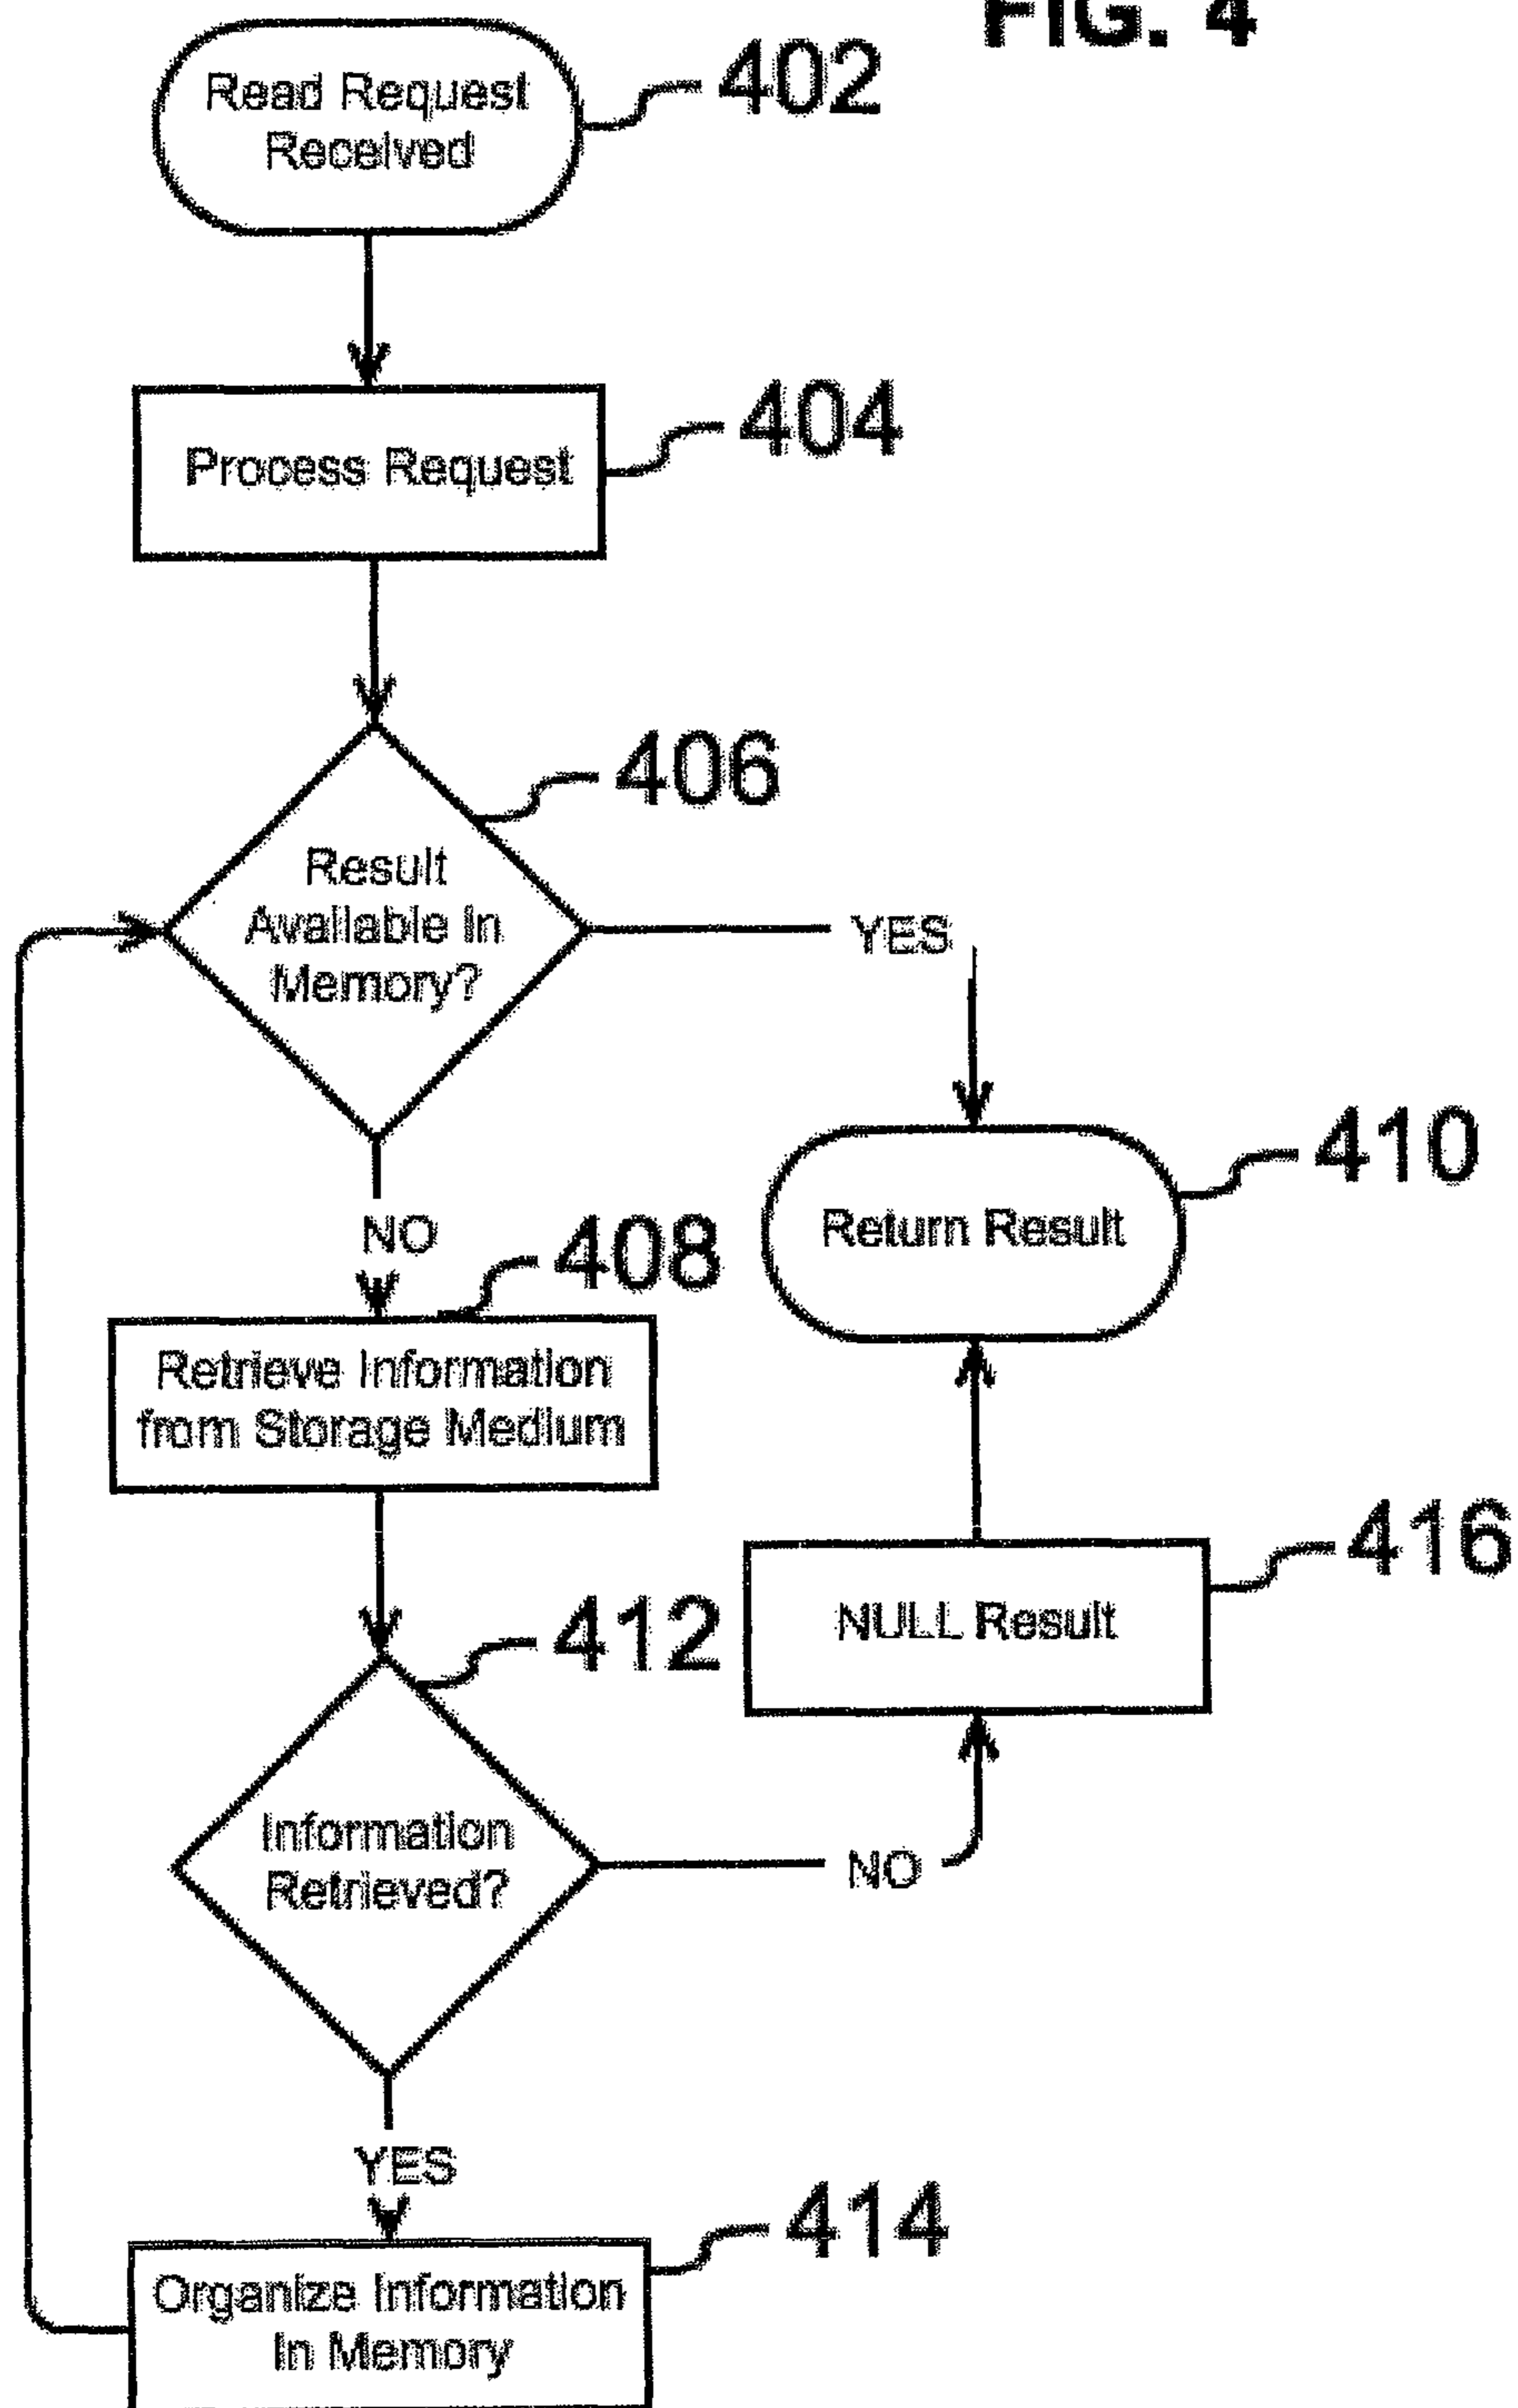 FIG. 4
Read Request
Received
402
Process Request
404
406
Result
Available In
Memory?
YES
NO
408
410
Return Result
Retrieve Information
from Storage Medium
416
NULL Result
412
Information
Retrieved?
NO
YES
414
Organize Information
In Memory